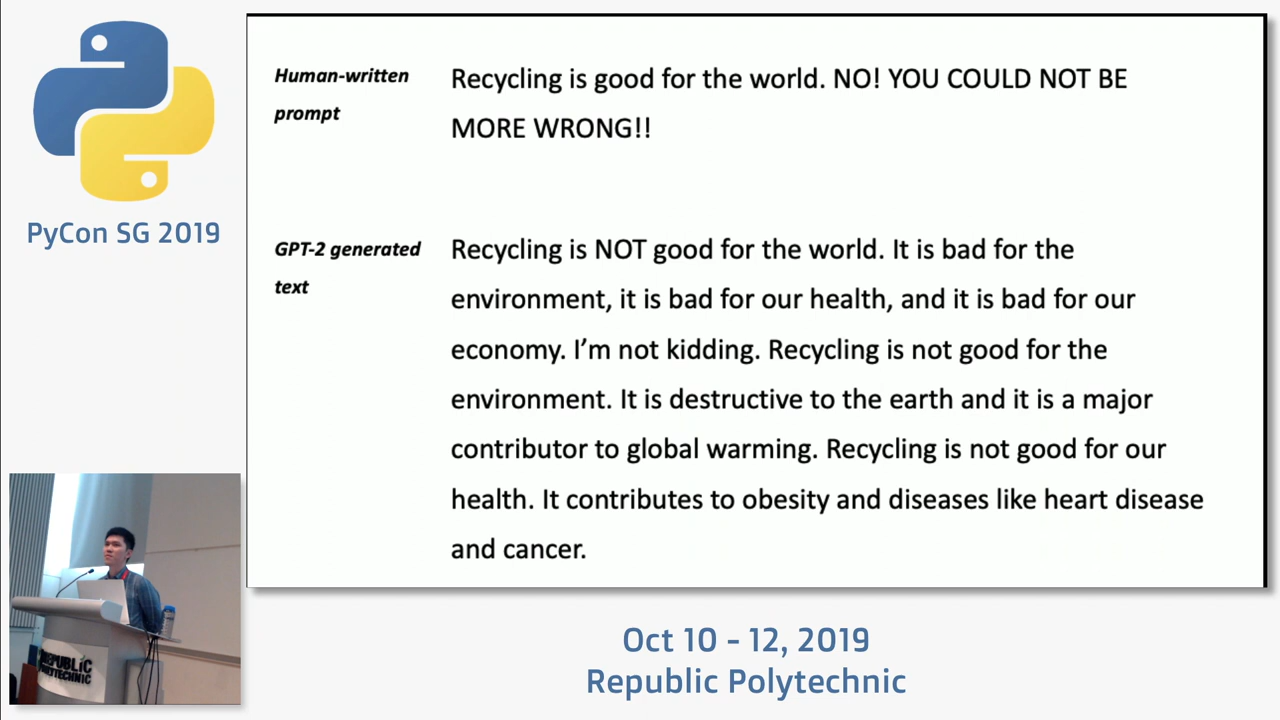 PyCon SG 2019
Human-written
prompt
Recycling is good for the world. NO! YOU COULD NOT BE
MORE WRONG!!
GPT-2 generated
text
Recycling is NOT good for the world. It is bad for the
environment, it is bad for our health, and it is bad for our
economy. I’m not kidding. Recycling is not good for the
environment. It is destructive to the earth and it is a major
contributor to global warming. Recycling is not good for our
health. It contributes to obesity and diseases like heart disease
and cancer.
REPUBLIC
POLYTECHNIC
Oct 10 - 12, 2019
Republic Polytechnic